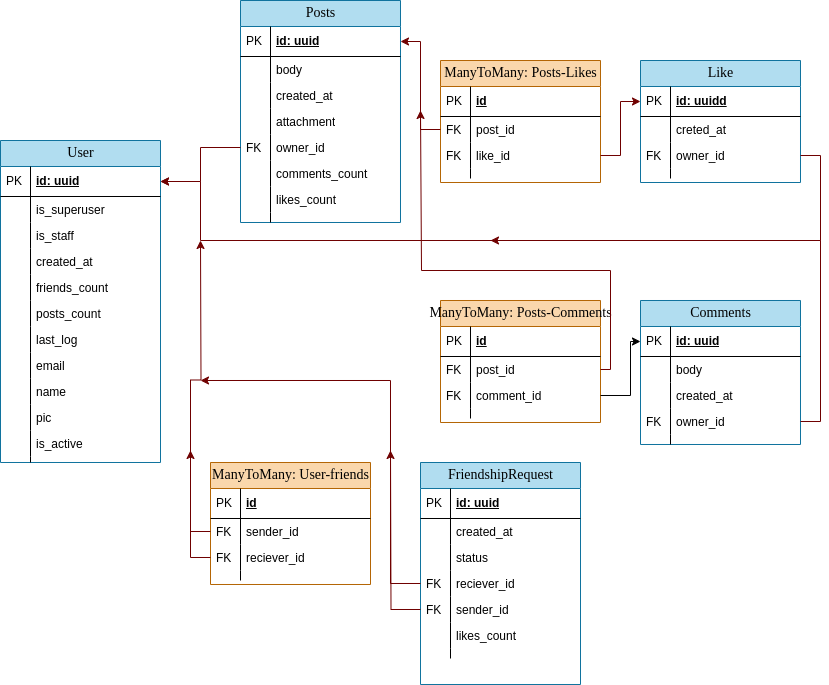 Posts
PK id: uuid
body
created_at
attachment
FK owner_id
comments_count
likes_count
ManyToMany: Posts-Likes
PK id
FK post_id
FK like_id
Like
PK id: uuidd
creted_at
FK owner_id
User
PK id: uuid
is_superuser
is_staff
created_at
friends_count
posts_count
last_log
email
name
pic
is_active
ManyToMany: Posts-Comments
PK id
FK post_id
FK comment_id
Comments
PK id: uuid
body
created_at
FK owner_id
ManyToMany: User-friends
PK id
FK sender_id
FK reciever_id
FriendshipRequest
PK id: uuid
created_at
status
FK reciever_id
FK sender_id
likes_count